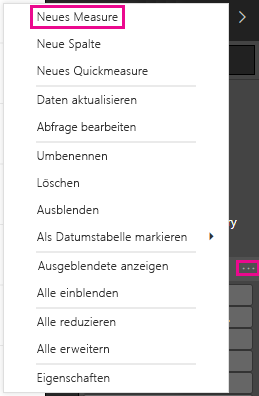 Neues Measure
Neue Spalte
Neues Quickmeasure
Daten aktualisieren
Abfrage bearbeiten
Umbenennen
Löschen
Ausblenden
Als Datumstabelle markieren
Ausgeblendete anzeigen
Alle einblenden
Alle reduzieren
Alle erweitern
Eigenschaften